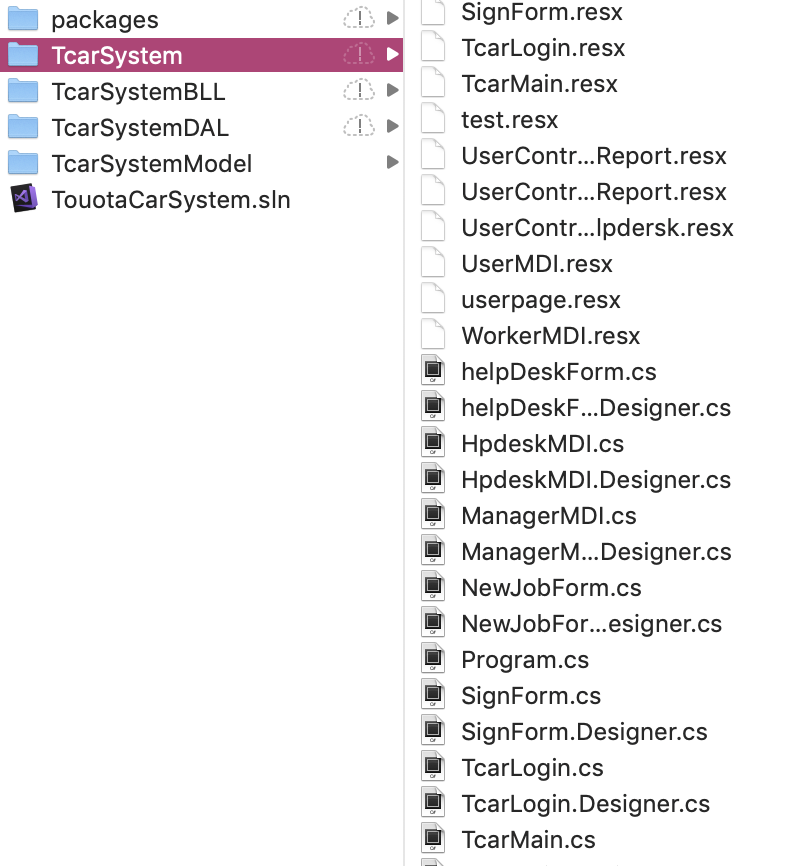 packages
TcarSystem
TcarSystemBLL
TcarSystemDAL
TcarSystemModel
TouotaCarSystem.sln
SignForm.resx
TcarLogin.resx
TcarMain.resx
test.resx
UserContr...Report.resx
UserContr...Report.resx
UserContr...lpdersk.resx
UserMDI.resx
userpage.resx
WorkerMDI.resx
helpDeskForm.cs
helpDeskF...Designer.cs
HpdeskMDI.cs
HpdeskMDI.Designer.cs
ManagerMDI.cs
ManagerM...Designer.cs
NewJobForm.cs
NewJobFor...esigner.cs
Program.cs
SignForm.cs
SignForm.Designer.cs
TcarLogin.cs
TcarLogin.Designer.cs
TcarMain.cs